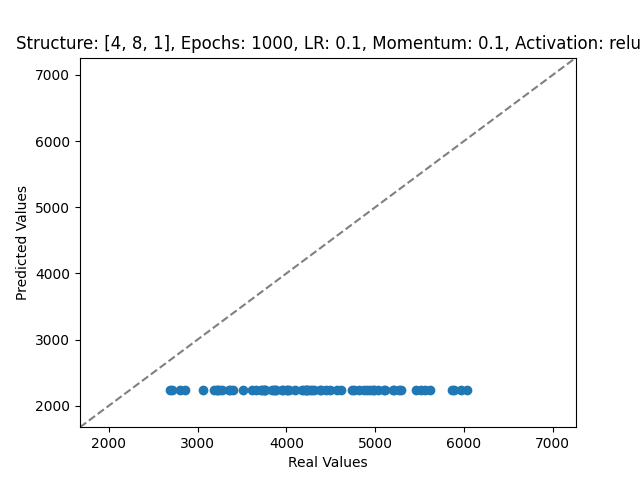 Structure: [4, 8, 1], Epochs: 1000, LR: 0.1, Momentum: 0.1, Activation: relu
7000
6000
5000
4000
3000
2000
Predicted Values
2000 3000 4000 5000 6000 7000
Real Values